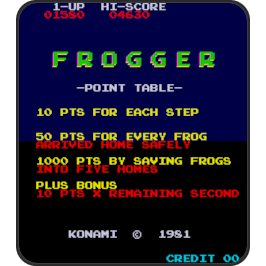 1-UP HI-SCORE
01580 04630
FROGGER
-POINT TABLE-
10 PTS FOR EACH STEP
50 PTS FOR EVERY FROG
ARRIVED HOME SAFELY
1000 PTS BY SAVING FROGS
INTO FIVE HOMES
PLUS BONUS
10 PTS X REMAINING SECOND
KONAMI © 1981
CREDIT 00